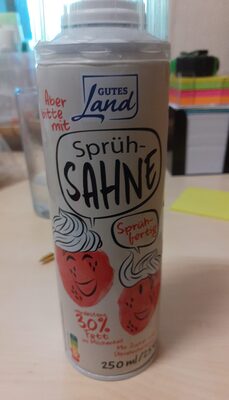 GUTES
Land
Aber
bitte
mit
Sprüh-
SAHNE
Sprüh-
fertig
30%
Fett
250 ml